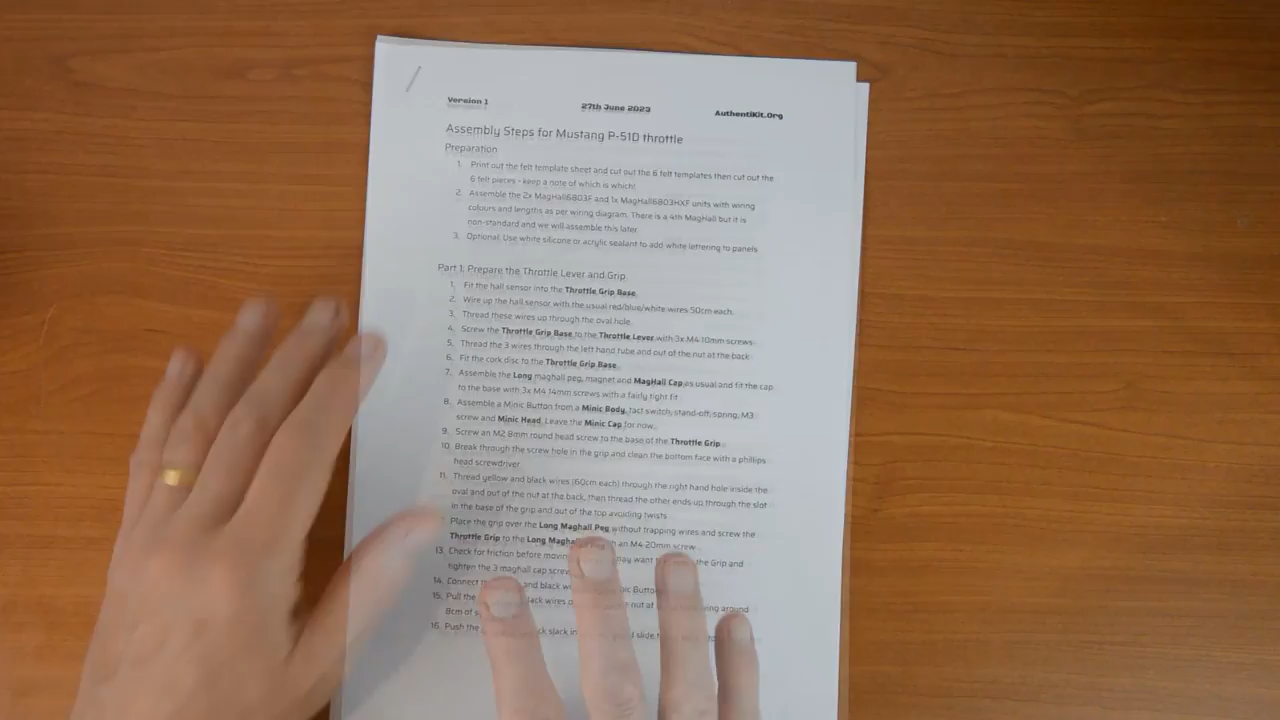 Version 1 27th June 2023 AuthentiKit.Org
Assembly Steps for Mustang P-51D throttle
Preparation
1. Print out the felt template sheet and cut out the 6 felt templates then cut out the
6 felt pieces - keep a note of which is which!
2. Assemble the 2x MagHall6803F and 1x MagHall6803HXF units with wiring
colours and lengths as per wiring diagram. There is a 4th MagHall but it is
non-standard and we will assemble this later
3. Optional: Use white silicone or acrylic sealant to add white lettering to panels
Part 1: Prepare the Throttle Lever and Grip
1. Fit the hall sensor into the Throttle Grip Base.
2. Wire up the hall sensor with the usual red/blue/white wires 50cm each.
3. Thread these wires up through the oval hole.
4. Screw the Throttle Grip Base to the Throttle Lever with 3x M4 10mm screws
5. Thread the 3 wires through the left hand tube and out of the nut at the back
6. Fit the cork disc to the Throttle Grip Base.
7. Assemble the Long maghall peg, magnet and MagHall Cap as usual and fit the cap
to the base with 3x M4 14mm screws with a fairly tight fit
8. Assemble a Minic Button from a Minic Body, tact switch, stand-off, spring, M3
screw and Minic Head. Leave the Minic Cap for now.
9. Screw an M2 8mm round head screw to the base of the Throttle Grip.
10. Break through the screw hole in the grip and clean the bottom face with a phillips
head screwdriver
11. Thread yellow and black wires (60cm each) through the right hand hole inside the
oval and out of the nut at the back, then thread the other ends up through the slot
in the base of the grip and out of the top avoiding twists
Place the grip over the Long Maghall Peg without trapping wires and screw the
Throttle Grip to the Long Maghall an M4 20mm screw
13. Check for friction before may want the Grip and
tighten the 3 maghall cap
14. Connect and black Button
15. Pull the black wires nut at around
8cm of
16. Push the slack in slide